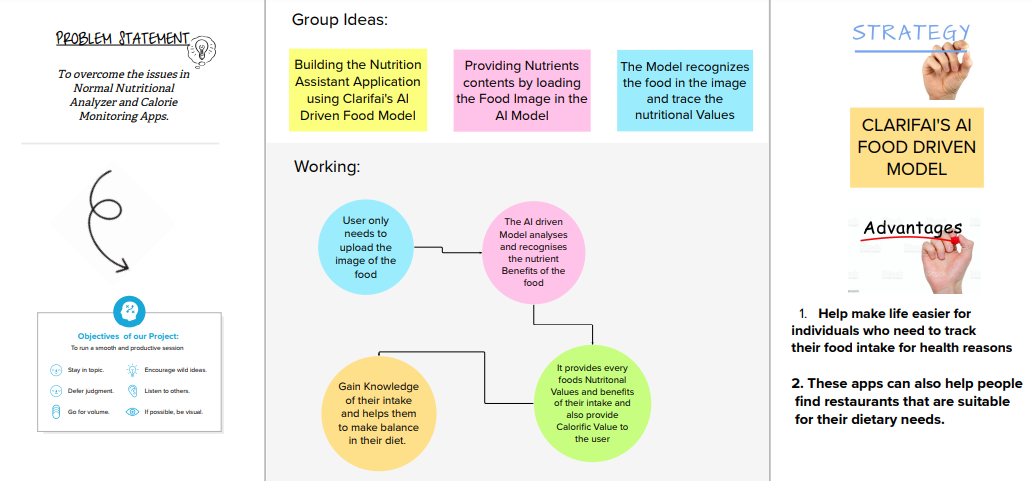 PROBLEM STATEMENT
To overcome the issues in
Normal Nutritional
Analyzer and Calorie
Monitoring Apps.
Objectives of our Project:
To run a smooth and productive session
Stay in topic.
Encourage wild ideas.
Defer judgment.
Listen to others.
Go for volume.
If possible, be visual.
Group Ideas:
Building the Nutrition
Assistant Application
using Clarifai's AI
Driven Food Model
Providing Nutrients
contents by loading
the Food Image in the
AI Model
The Model recognizes
the food in the image
and trace the
nutritional Values
Working:
User only
needs to
upload the
image of the
food
The AI driven
Model analyses
and recognises
the nutrient
Benefits of the
food
It provides every
foods Nutritonal
Values and benefits
of their intake and
also provide
Calorific Value to
the user
Gain Knowledge
of their intake
and helps them
to make balance
in their diet.
STRATEGY
CLARIFAI'S AI
FOOD DRIVEN
MODEL
Advantages
1. Help make life easier for
individuals who need to track
their food intake for health reasons
2. These apps can also help people
find restaurants that are suitable
for their dietary needs.